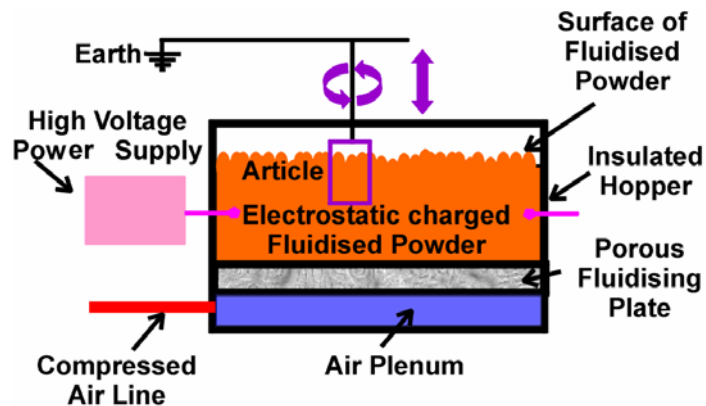 Earth
Surface of
Fluidised
Powder
High Voltage
Power Supply
Insulated
Hopper
Article
Electrostatic charged
Fluidised Powder
Porous
Fluidising
Plate
Compressed
Air Line
Air Plenum